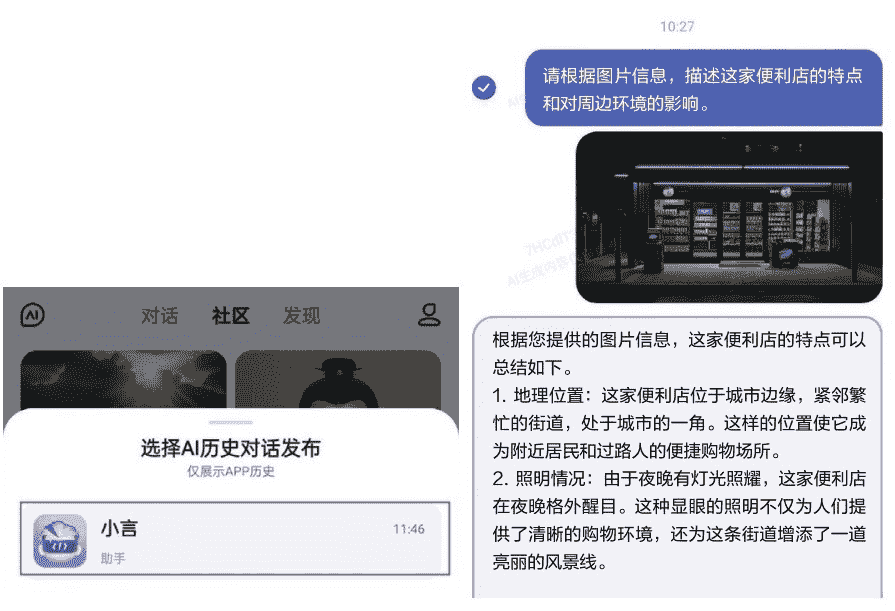 AI
对话
社区
发现
选择AI历史对话发布
仅展示APP历史
小言
11:46
助手
10:27
请根据图片信息，描述这家便利店的特点
和对周边环境的影响。
根据您提供的图片信息，这家便利店的特点可以
总结如下。
1. 地理位置：这家便利店位于城市边缘，紧邻繁
忙的街道，处于城市的一角。这样的位置使它成
为附近居民和过路人的便捷购物场所。
2. 照明情况：由于夜晚有灯光照耀，这家便利店
在夜晚格外醒目。这种显眼的照明不仅为人们提
供了清晰的购物环境，还为这条街道增添了一道
亮丽的风景线。